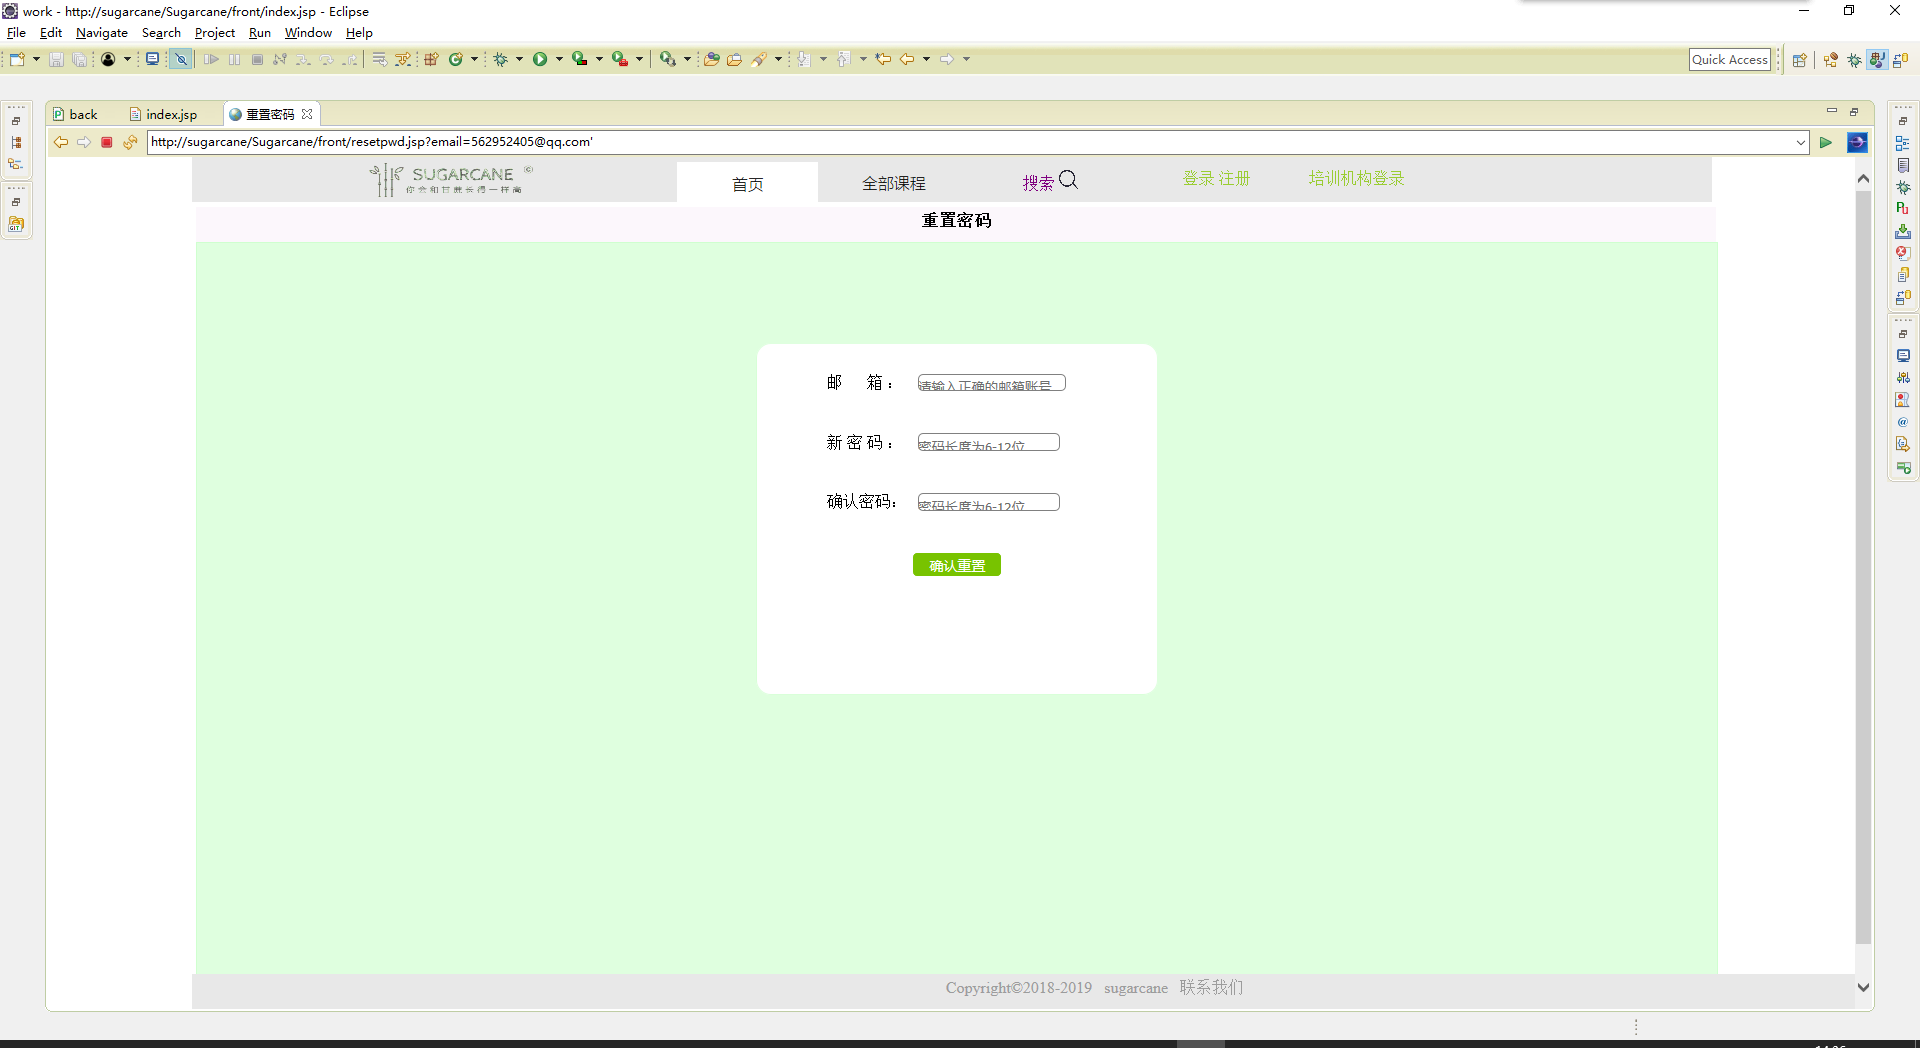 work - http://sugarcane/Sugarcane/front/index.jsp - Eclipse
File Edit Navigate Search Project Run Window Help
Quick Access
back index.jsp 重置密码
http://sugarcane/Sugarcane/front/resetpwd.jsp?email=562952405@qq.com'
SUGARCANE ©
你会和甘蔗长得一样高
首页 全部课程 搜索 登录 注册 培训机构登录
重置密码
邮 箱： 请输入正确的邮箱账号
新 密 码： 密码长度为6-12位
确认密码： 密码长度为6-12位
确认重置
Copyright©2018-2019 sugarcane 联系我们